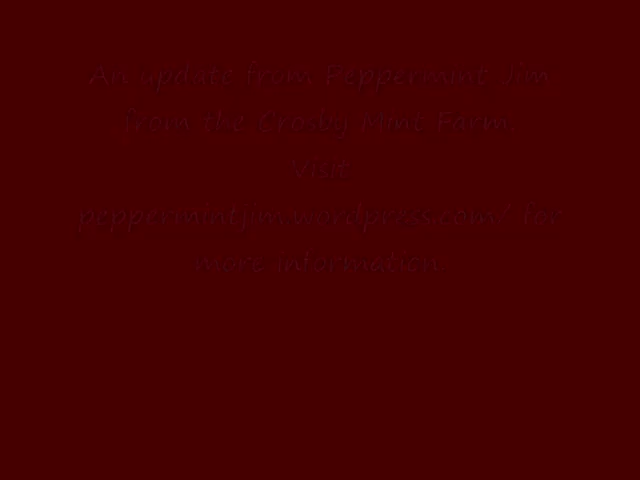 An update from Peppermint Jim
from the Crosby Mint Farm.
Visit
peppermintjim.wordpress.com/ for
more information.